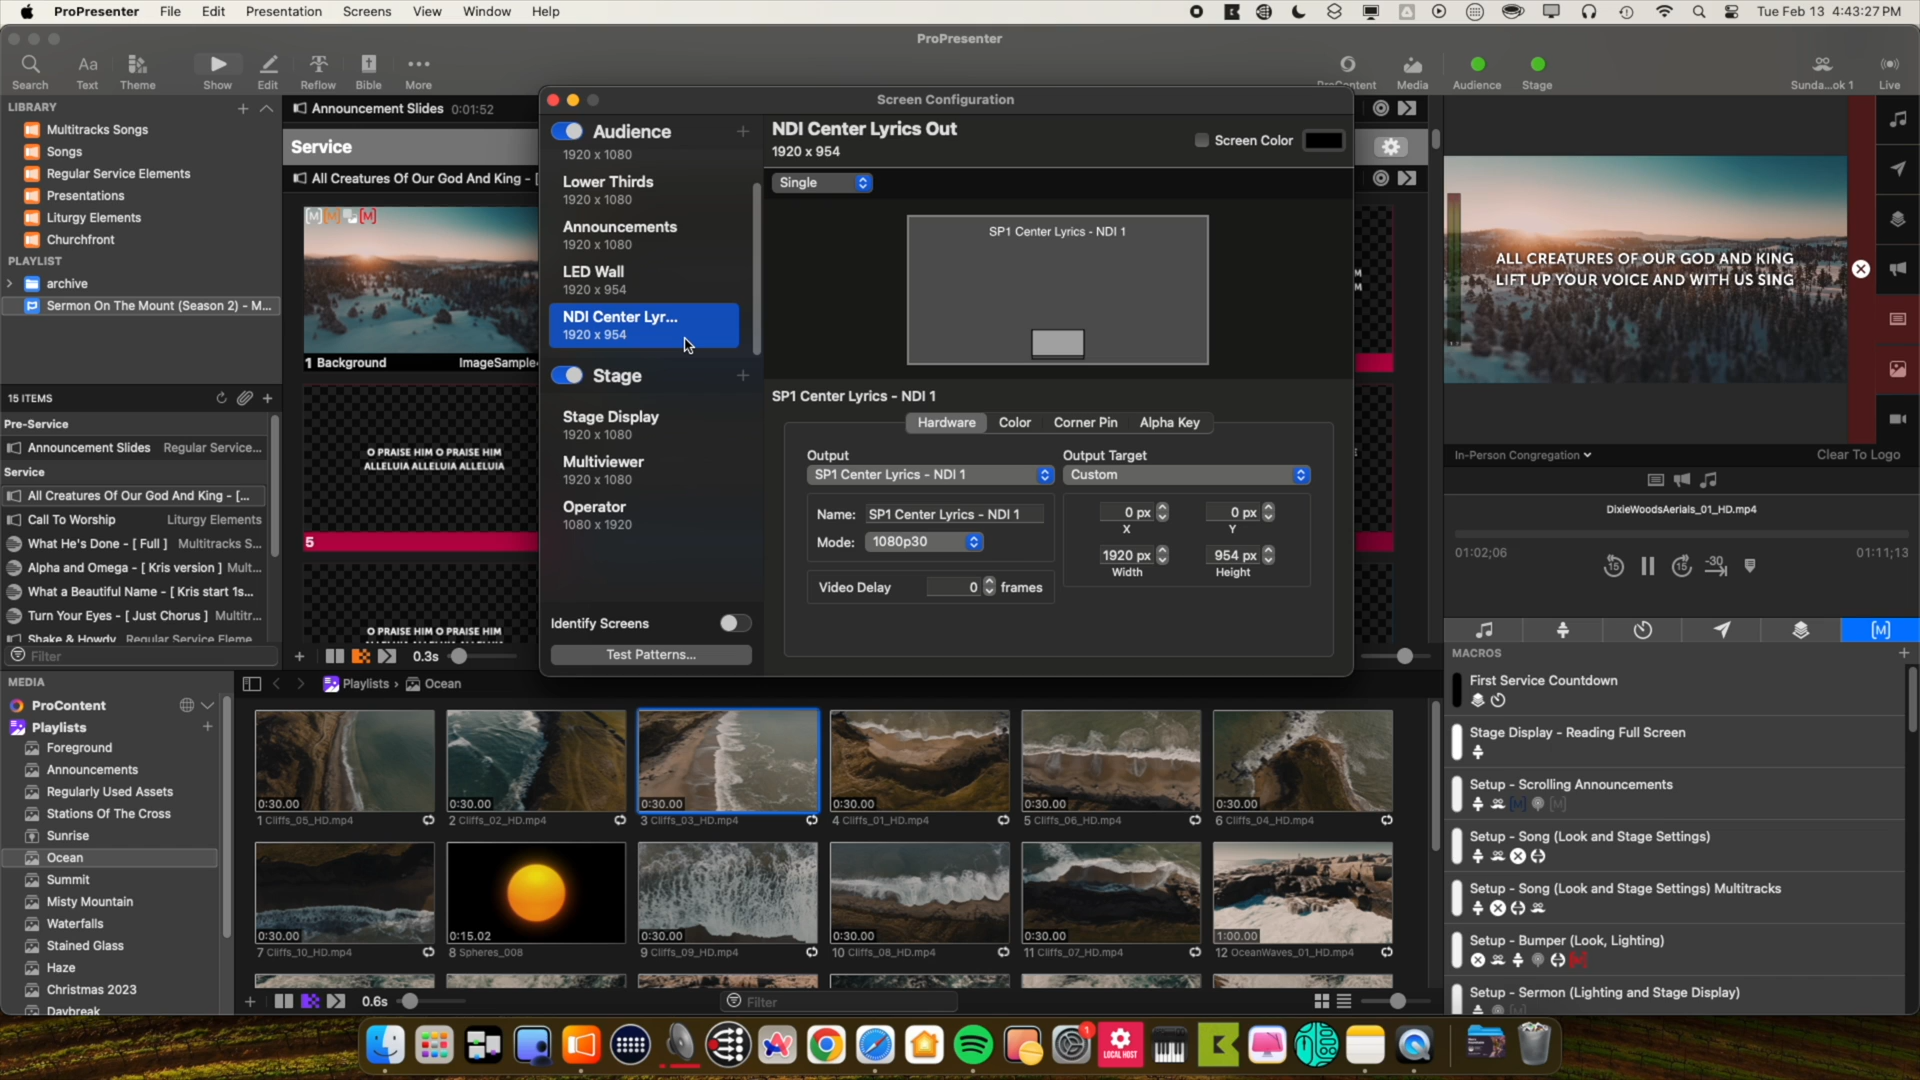 ProPresenter File Edit Presentation Screens View Window Help Tue Feb 13 4:43:27 PM
ProPresenter
Search Text Theme Show Edit Reflow Bible More ProContent Media Audience Stage Sunda...ok 1 Live
LIBRARY
Multitracks Songs
Songs
Regular Service Elements
Presentations
Liturgy Elements
Churchfront
PLAYLIST
archive
Sermon On The Mount (Season 2) - M...
15 ITEMS
Pre-Service
Announcement Slides Regular Service...
Service
All Creatures Of Our God And King - [...
Call To Worship Liturgy Elements
What He's Done - [ Full ] Multitracks S...
Alpha and Omega - [ Kris version ] Mult...
What a Beautiful Name - [ Kris start 1s...
Turn Your Eyes - [ Just Chorus ] Multitr...
Shake & Howdy Regular Service Eleme
Filter
Announcement Slides 0:01:52
Service
All Creatures Of Our God And King - [
[M] [M] [M]
1 Background ImageSample-
O PRAISE HIM O PRAISE HIM
ALLELUIA ALLELUIA ALLELUIA
5
O PRAISE HIM O PRAISE HIM
ALLELUIA ALLELUIA ALLELUIA
0.3s
Screen Configuration
Audience
1920 x 1080
Lower Thirds
1920 x 1080
Announcements
1920 x 1080
LED Wall
1920 x 954
NDI Center Lyr...
1920 x 954
Stage
Stage Display
1920 x 1080
Multiviewer
1920 x 1080
Operator
1080 x 1920
Identify Screens
Test Patterns...
NDI Center Lyrics Out
1920 x 954
Screen Color
Single
SP1 Center Lyrics - NDI 1
SP1 Center Lyrics - NDI 1
Hardware Color Corner Pin Alpha Key
Output Output Target
SP1 Center Lyrics - NDI 1 Custom
Name: SP1 Center Lyrics - NDI 1
Mode: 1080p30
Video Delay 0 frames
0 px 0 px
X Y
1920 px 954 px
Width Height
ALL CREATURES OF OUR GOD AND KING
LIFT UP YOUR VOICE AND WITH US SING
In-Person Congregation Clear To Logo
DixieWoodsAerials_01_HD.mp4
01:02;06 01:11;13
15 15 -30
[M]
MACROS
First Service Countdown
Stage Display - Reading Full Screen
Setup - Scrolling Announcements
Setup - Song (Look and Stage Settings)
Setup - Song (Look and Stage Settings) Multitracks
Setup - Bumper (Look, Lighting)
Setup - Sermon (Lighting and Stage Display)
MEDIA
ProContent
Playlists
Foreground
Announcements
Regularly Used Assets
Stations Of The Cross
Sunrise
Ocean
Summit
Misty Mountain
Waterfalls
Stained Glass
Haze
Christmas 2023
Daybreak
Playlists › Ocean
0:30.00 0:30.00 0:30.00 0:30.00 0:30.00 0:30.00
1 Cliffs_05_HD.mp4 2 Cliffs_02_HD.mp4 3 Cliffs_03_HD.mp4 4 Cliffs_01_HD.mp4 5 Cliffs_06_HD.mp4 6 Cliffs_04_HD.mp4
0:30.00 0:15.02 0:30.00 0:30.00 0:30.00 1:00.00
7 Cliffs_10_HD.mp4 8 Spheres_008 9 Cliffs_09_HD.mp4 10 Cliffs_08_HD.mp4 11 Cliffs_07_HD.mp4 12 OceanWaves_01_HD.mp4
0.6s Filter
1
LOCAL HOST